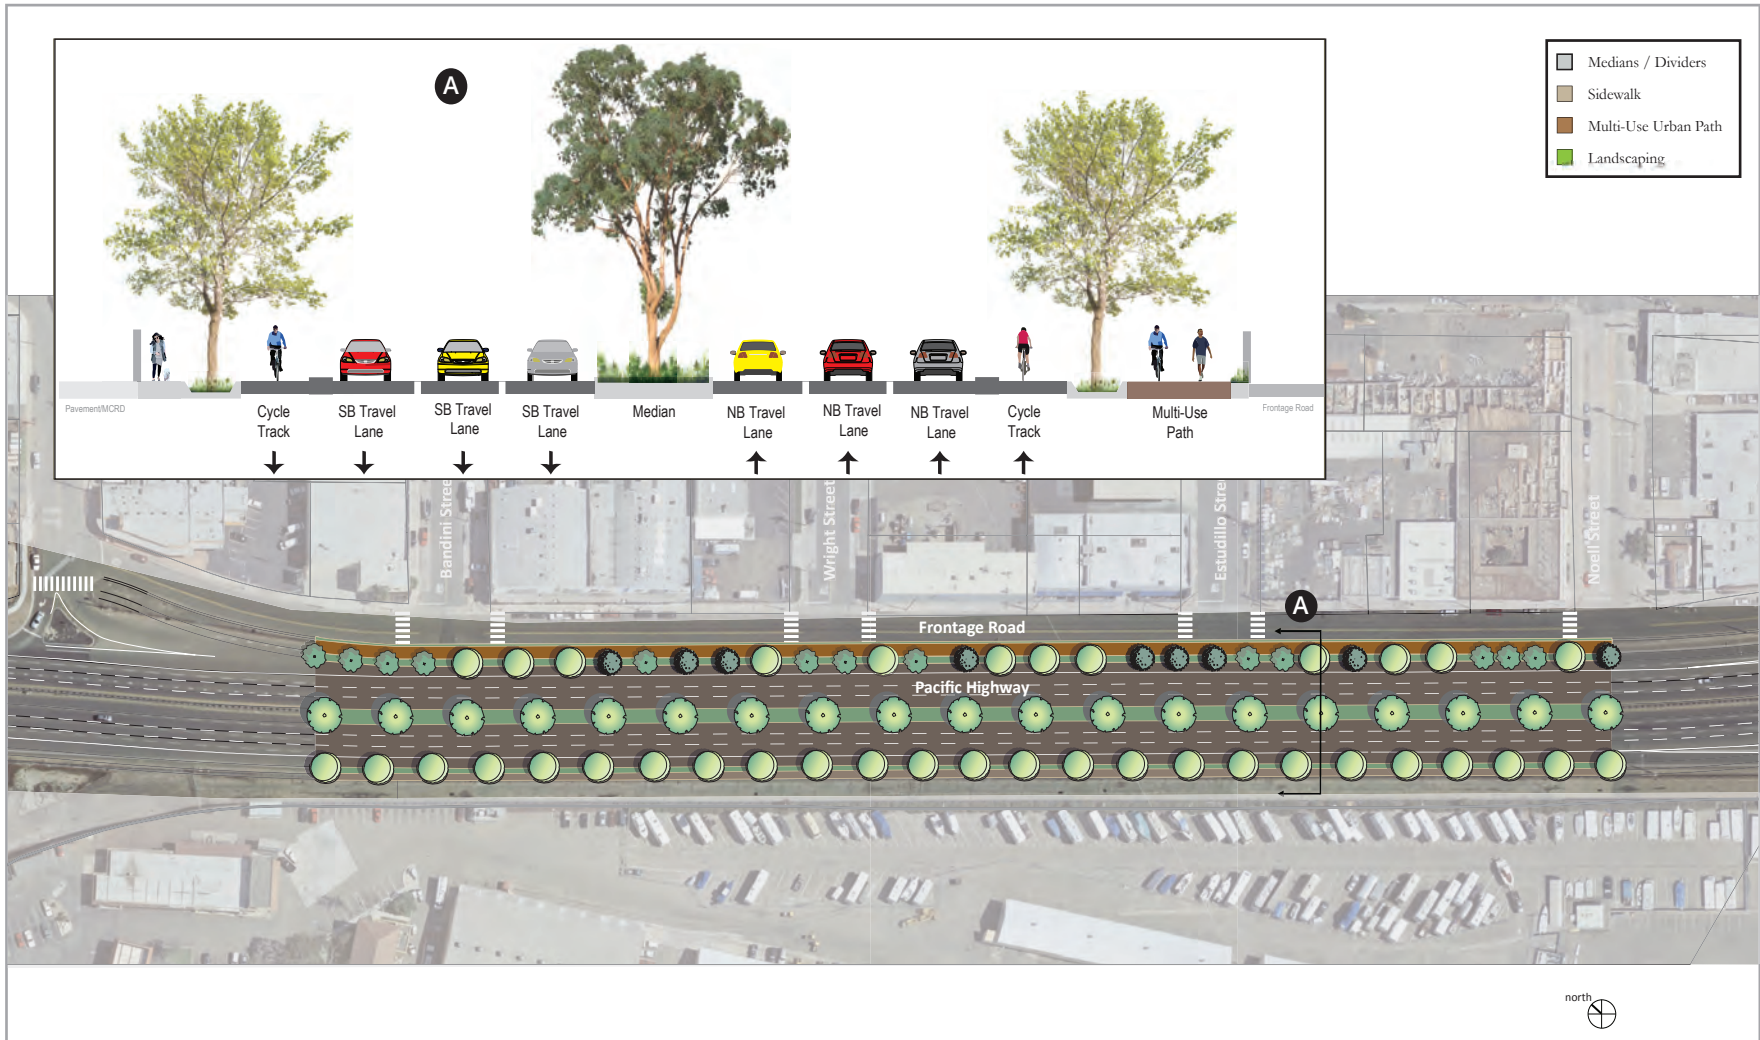 A
Medians / Dividers
Sidewalk
Multi-Use Urban Path
Landscaping
Pavement/MCRD
Cycle
Track
SB Travel
Lane
SB Travel
Lane
SB Travel
Lane
Median
NB Travel
Lane
NB Travel
Lane
NB Travel
Lane
Cycle
Track
Multi-Use
Path
Frontage Road
Bandini Street
Wright Street
Estudillo Street
Noell Street
A
Frontage Road
Pacific Highway
north